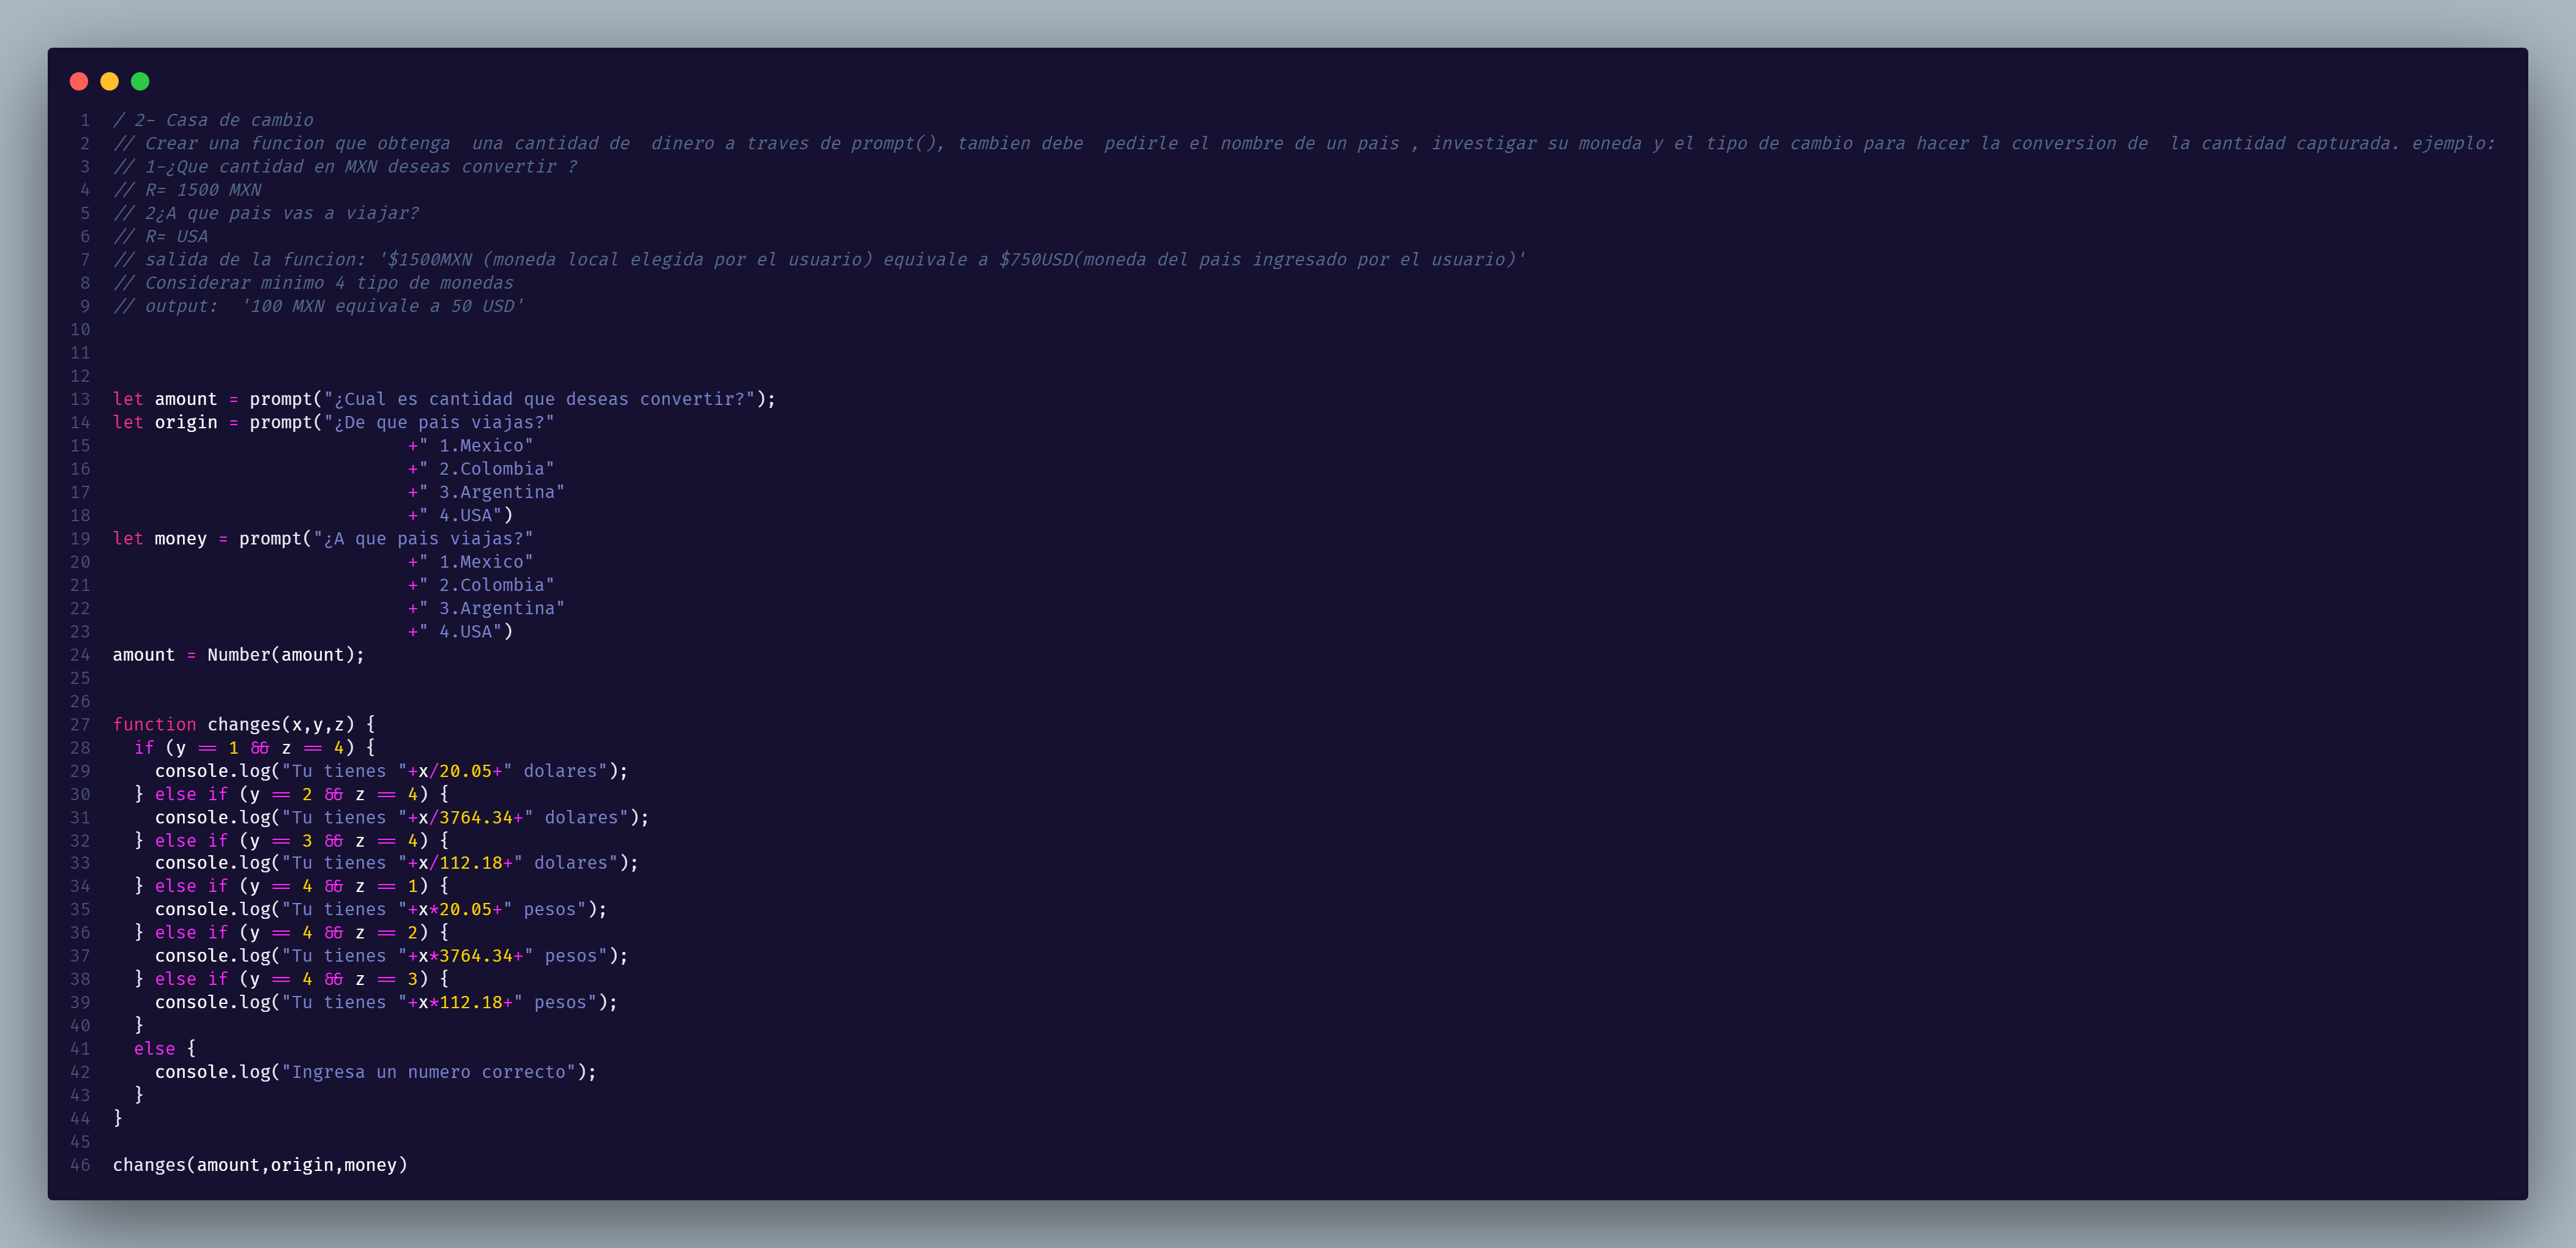 1 / 2- Casa de cambio
2 // Crear una funcion que obtenga  una cantidad de  dinero a traves de prompt(), tambien debe  pedirle el nombre de un pais , investigar su moneda y el tipo de cambio para hacer la conversion de  la cantidad capturada. ejemplo:
3 // 1-¿Que cantidad en MXN deseas convertir ?
4 // R= 1500 MXN
5 // 2¿A que pais vas a viajar?
6 // R= USA
7 // salida de la funcion: '$1500MXN (moneda local elegida por el usuario) equivale a $750USD(moneda del pais ingresado por el usuario)'
8 // Considerar minimo 4 tipo de monedas
9 // output:  '100 MXN equivale a 50 USD'
10
11
12
13 let amount = prompt("¿Cual es cantidad que deseas convertir?");
14 let origin = prompt("¿De que pais viajas?"
15                             +" 1.Mexico"
16                             +" 2.Colombia"
17                             +" 3.Argentina"
18                             +" 4.USA")
19 let money = prompt("¿A que pais viajas?"
20                             +" 1.Mexico"
21                             +" 2.Colombia"
22                             +" 3.Argentina"
23                             +" 4.USA")
24 amount = Number(amount);
25
26
27 function changes(x,y,z) {
28   if (y == 1 && z == 4) {
29     console.log("Tu tienes "+x/20.05+" dolares");
30   } else if (y == 2 && z == 4) {
31     console.log("Tu tienes "+x/3764.34+" dolares");
32   } else if (y == 3 && z == 4) {
33     console.log("Tu tienes "+x/112.18+" dolares");
34   } else if (y == 4 && z == 1) {
35     console.log("Tu tienes "+x*20.05+" pesos");
36   } else if (y == 4 && z == 2) {
37     console.log("Tu tienes "+x*3764.34+" pesos");
38   } else if (y == 4 && z == 3) {
39     console.log("Tu tienes "+x*112.18+" pesos");
40   }
41   else {
42     console.log("Ingresa un numero correcto");
43   }
44 }
45
46 changes(amount,origin,money)